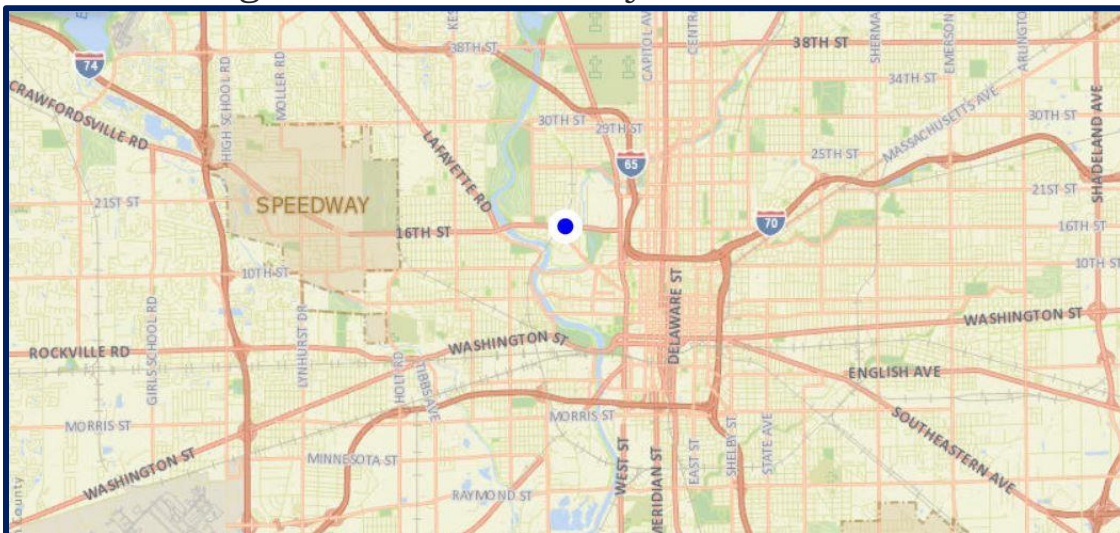 74
CRAWFORDSVILLE RD
HIGH SCHOOL RD
MOLLER RD
38TH ST
LAFAYETTE RD
30TH ST
29TH ST
65
CAPITOL AV
CENTR
38TH ST
SHERMA
EMERSON
ARLINGTO
34TH ST
MASSACHUSETTS AVE
30TH ST
25TH ST
SHADELAND AVE
21ST ST
21ST ST
SPEEDWAY
16TH ST
70
16TH ST
10TH ST
10TH ST
DELAWARE ST
WASHINGTON ST
WASHINGTON ST
ROCKVILLE RD
GIRLS SCHOOL RD
LYNHURST DR
HOLT RD
TIBBS AVE
ENGLISH AVE
MORRIS ST
MORRIS ST
SOUTHEASTERN AVE
MINNESOTA ST
WASHINGTON ST
RAYMOND ST
WEST ST
MERIDIAN ST
EAST ST
SHELBY ST
STATE AVE
County